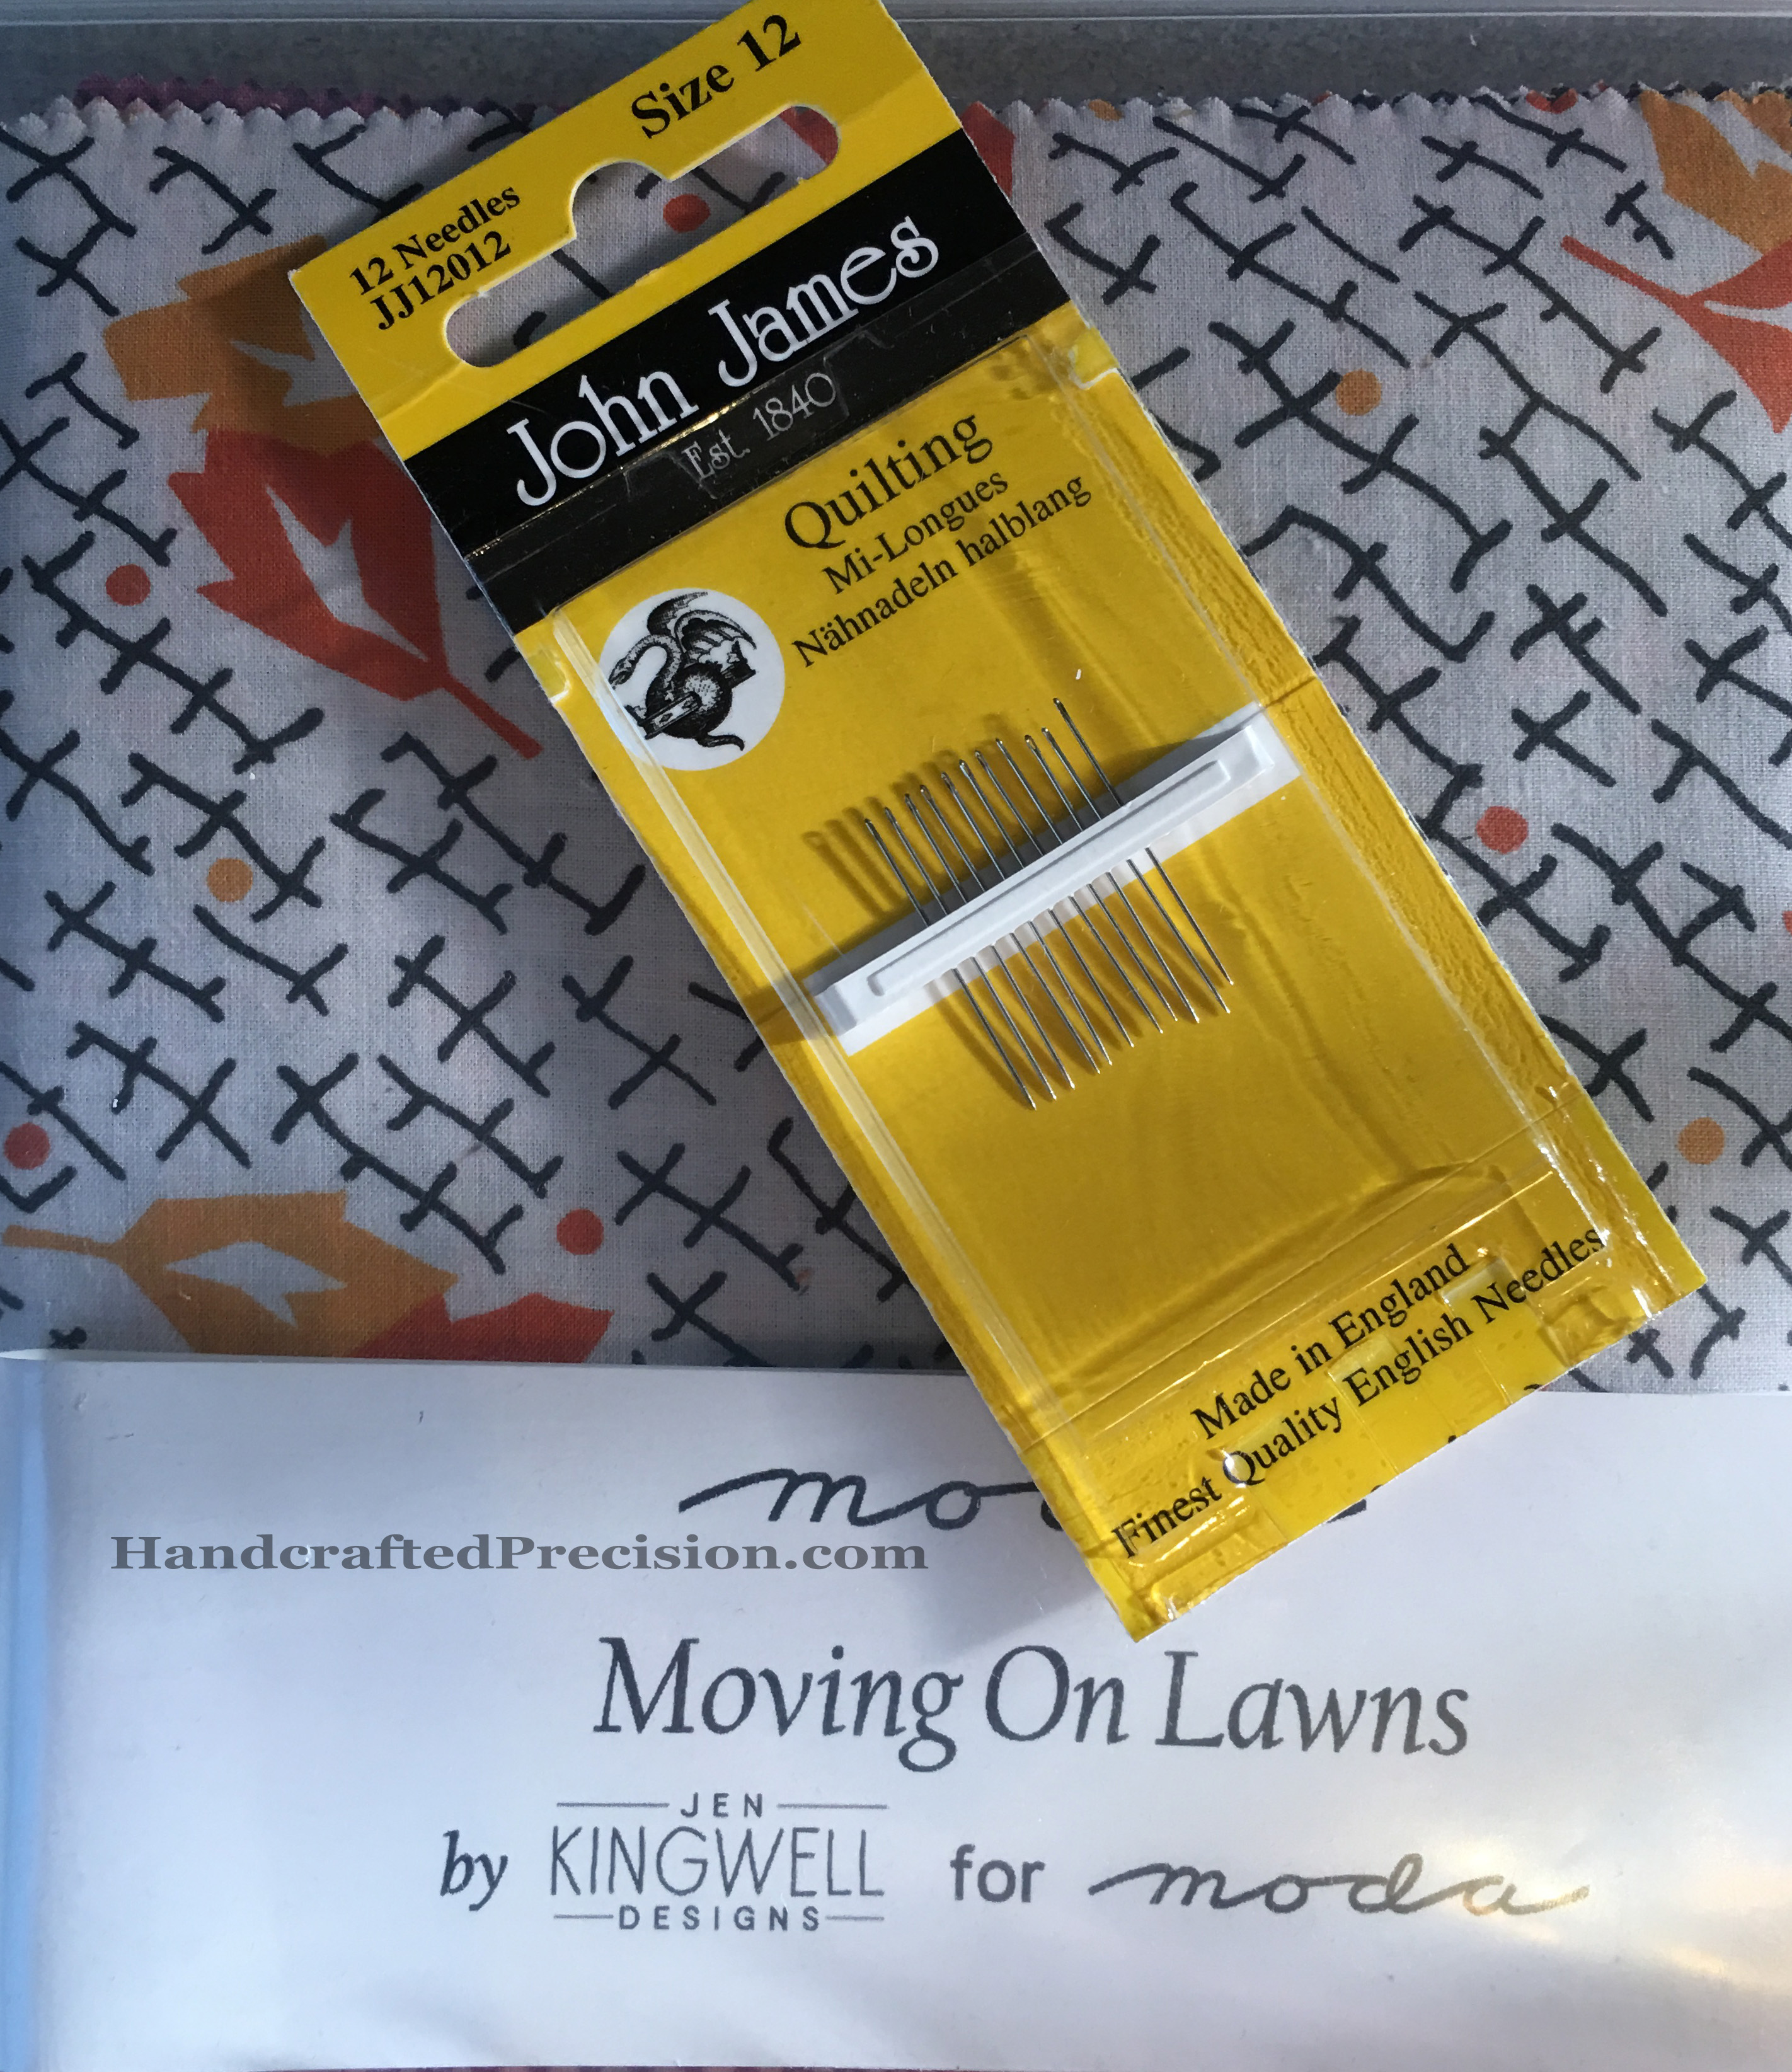 Size 12
12 Needles
JJ12012
John James
Est. 1840
Quilting
Mi-Longues
Nähnadeln halblang
Made in England
Finest Quality English Needles
HandcraftedPrecision.com
Moving On Lawns
by JEN KINGWELL DESIGNS for moda